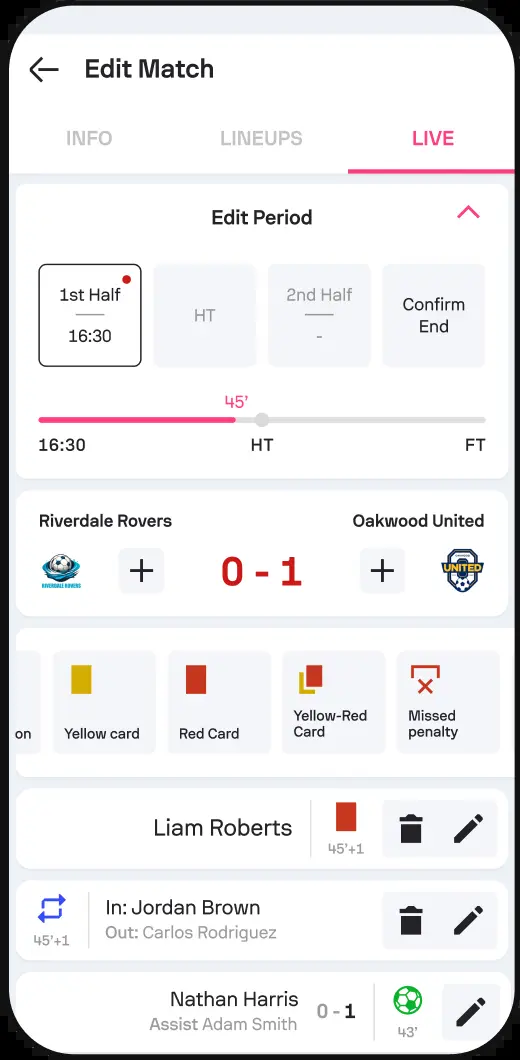 Edit Match
INFO
LINEUPS
LIVE
Edit Period
1st Half
16:30
HT
2nd Half
-
Confirm
End
45’
16:30
HT
FT
Riverdale Rovers
Oakwood United
RIVERDALE ROVERS
0 - 1
UNITED
on
Yellow card
Red Card
Yellow-Red
Card
Missed
penalty
Liam Roberts
45’+1
In: Jordan Brown
Out: Carlos Rodriguez
45’+1
Nathan Harris
Assist Adam Smith
0 - 1
43’